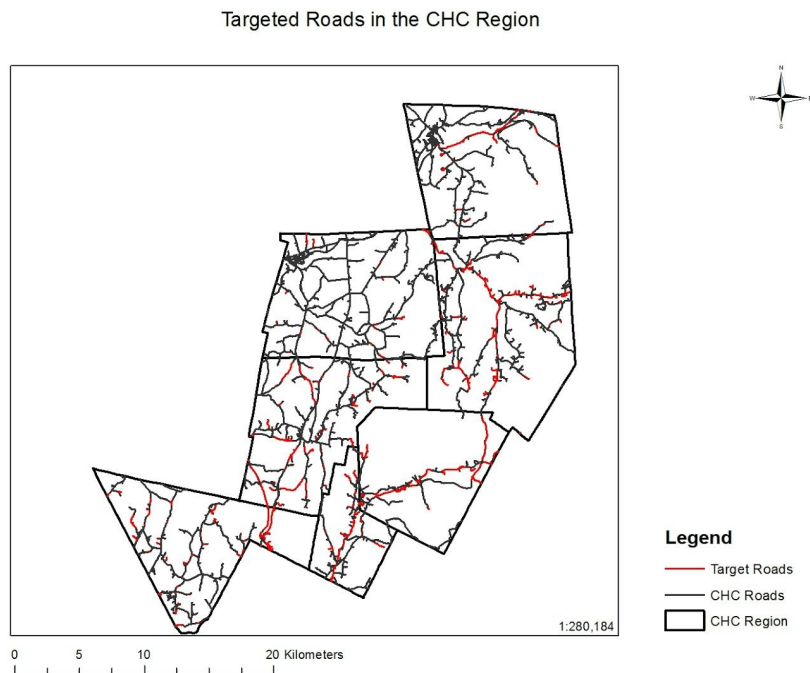 Targeted Roads in the CHC Region
N
W
E
S
Legend
Target Roads
CHC Roads
CHC Region
1:280,184
0 5 10 20 Kilometers